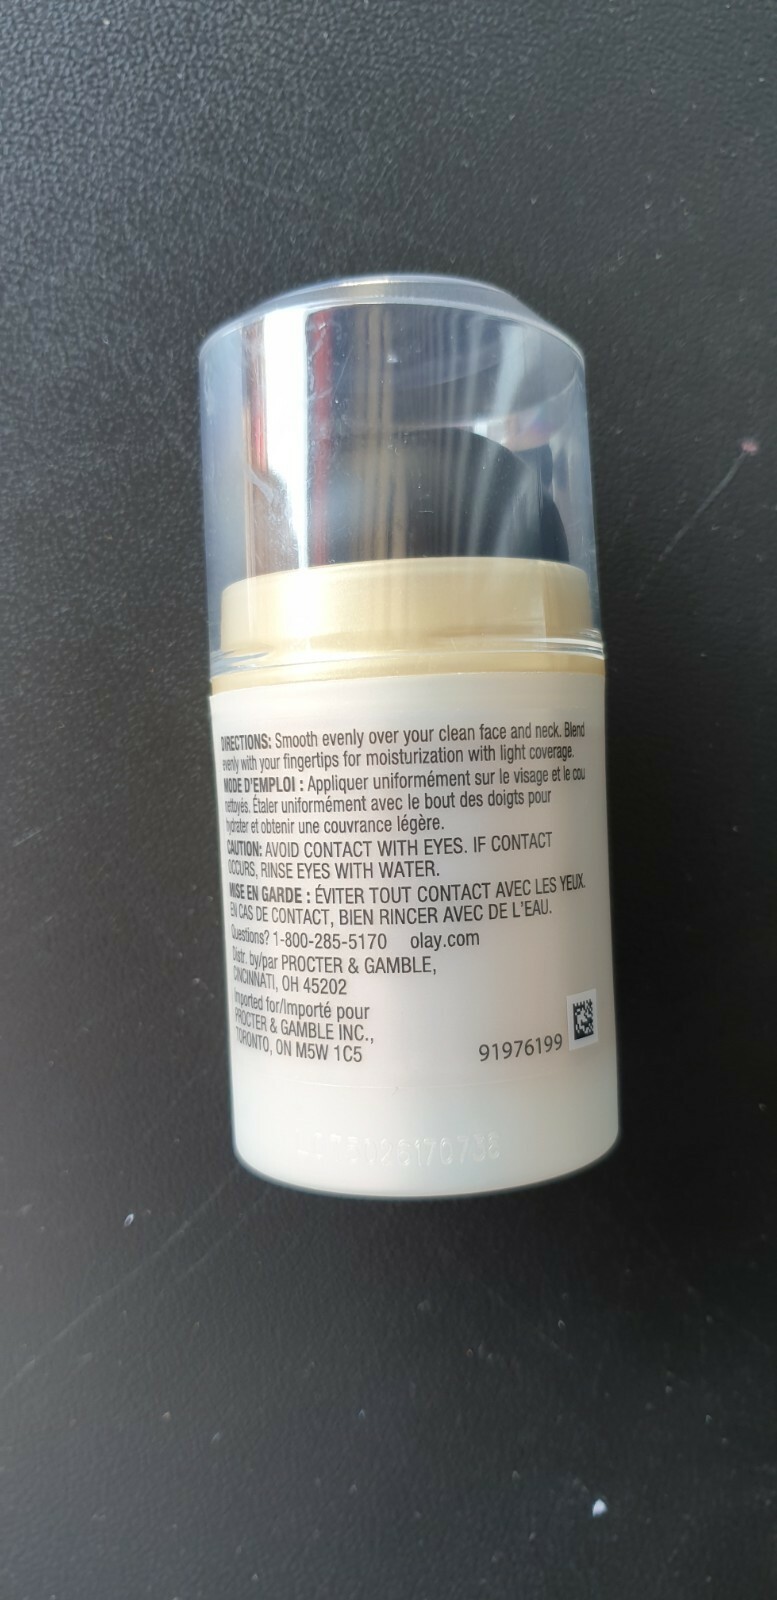 DIRECTIONS: Smooth evenly over your clean face and neck. Blend
evenly with your fingertips for moisturization with light coverage.
MODE D'EMPLOI : Appliquer uniformément sur le visage et le cou
nettoyés. Étaler uniformément avec le bout des doigts pour
hydrater et obtenir une couvrance légère.
CAUTION: AVOID CONTACT WITH EYES. IF CONTACT
OCCURS, RINSE EYES WITH WATER.
MISE EN GARDE : ÉVITER TOUT CONTACT AVEC LES YEUX.
EN CAS DE CONTACT, BIEN RINCER AVEC DE L'EAU.
Questions? 1-800-285-5170 olay.com
Distr. by/par PROCTER & GAMBLE,
CINCINNATI, OH 45202
Imported for/Importé pour
PROCTER & GAMBLE INC.,
TORONTO, ON M5W 1C5
91976199